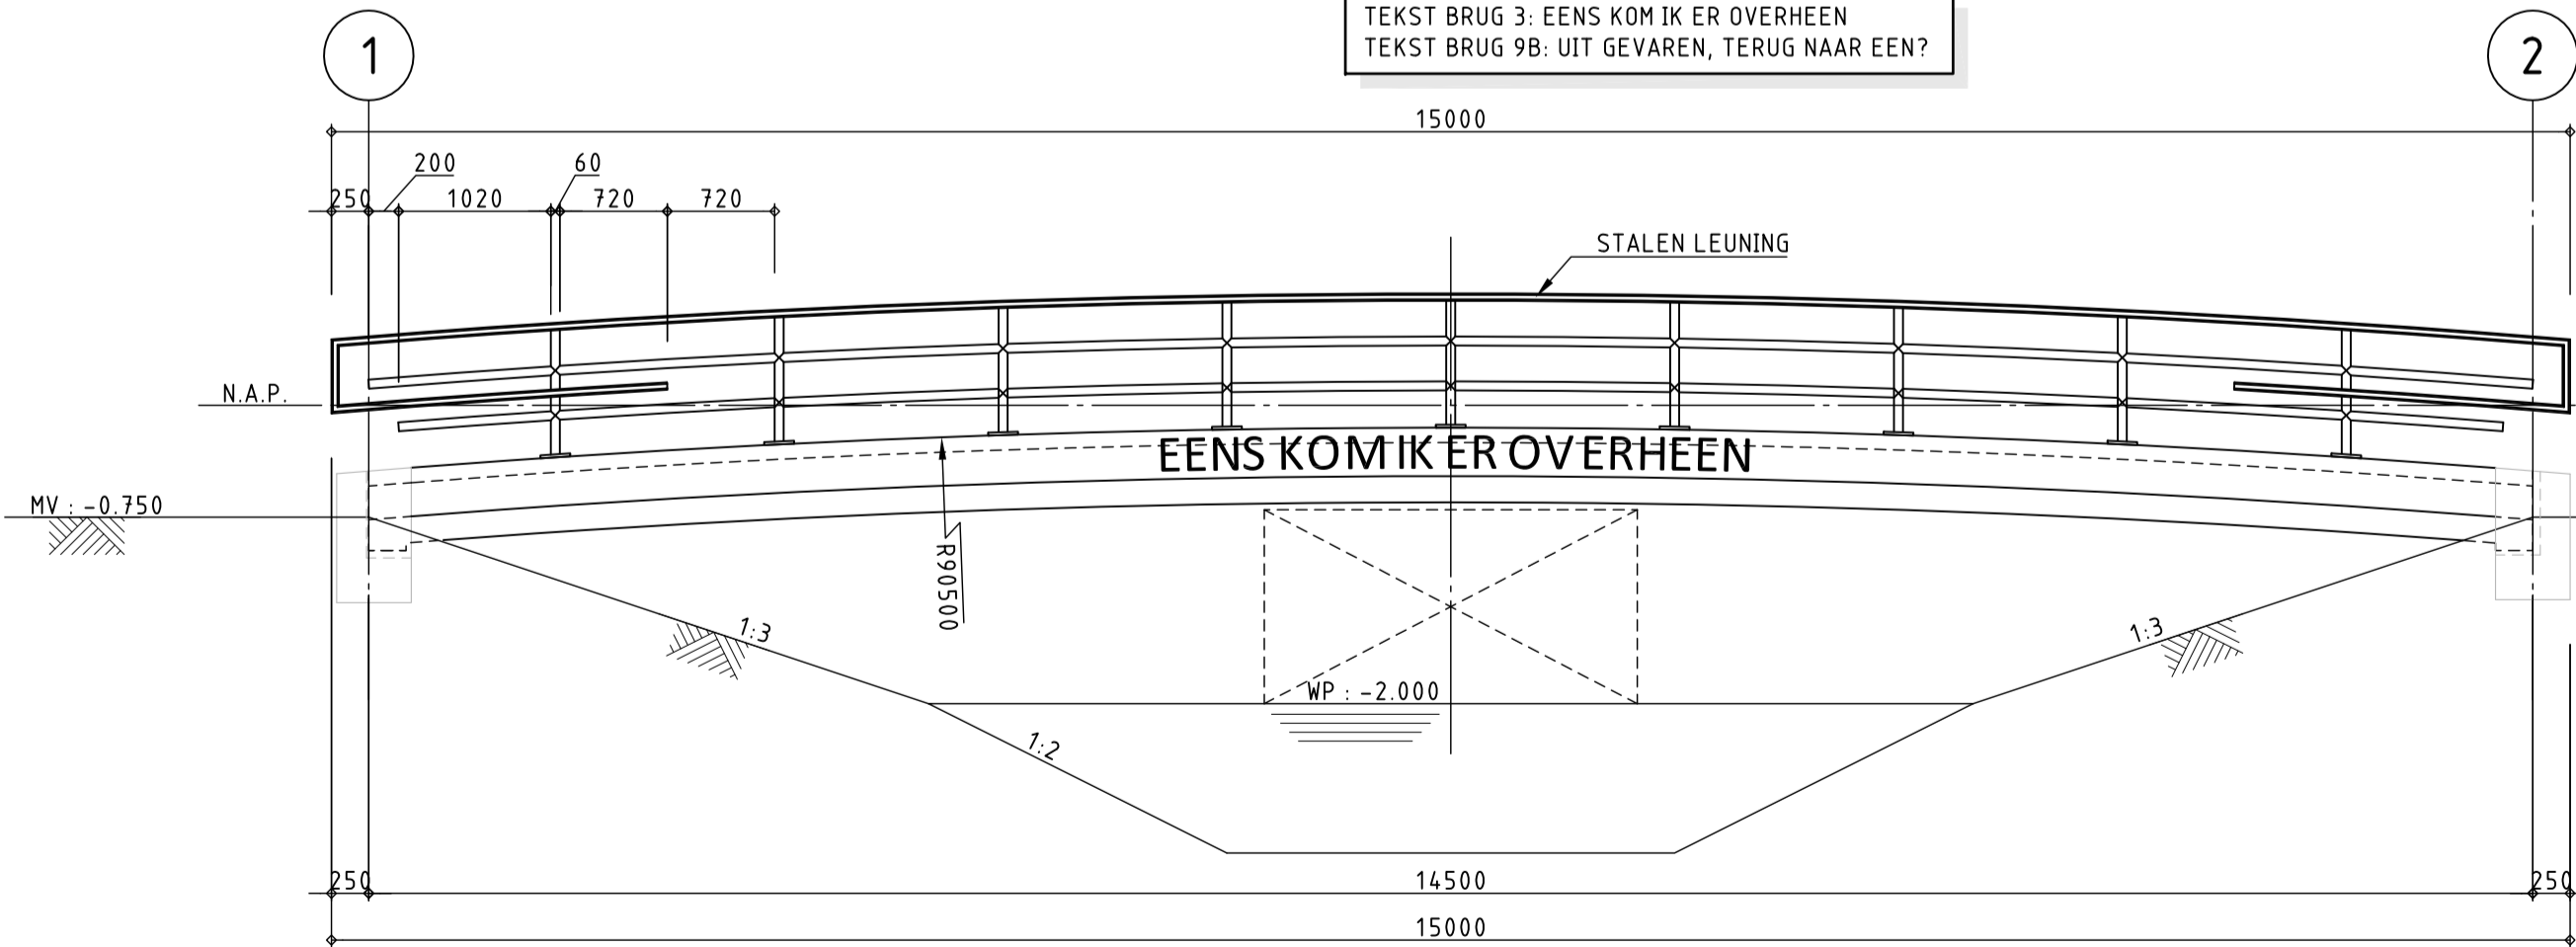 TEKST BRUG 3: EENS KOM IK ER OVERHEEN
TEKST BRUG 9B: UIT GEVAREN, TERUG NAAR EEN?
1
2
15000
200
60
250
1020
720
720
STALEN LEUNING
N.A.P.
EENS KOM IK ER OVERHEEN
MV : -0.750
R90500
1:3
1:3
WP : -2.000
1:2
250
14500
250
15000